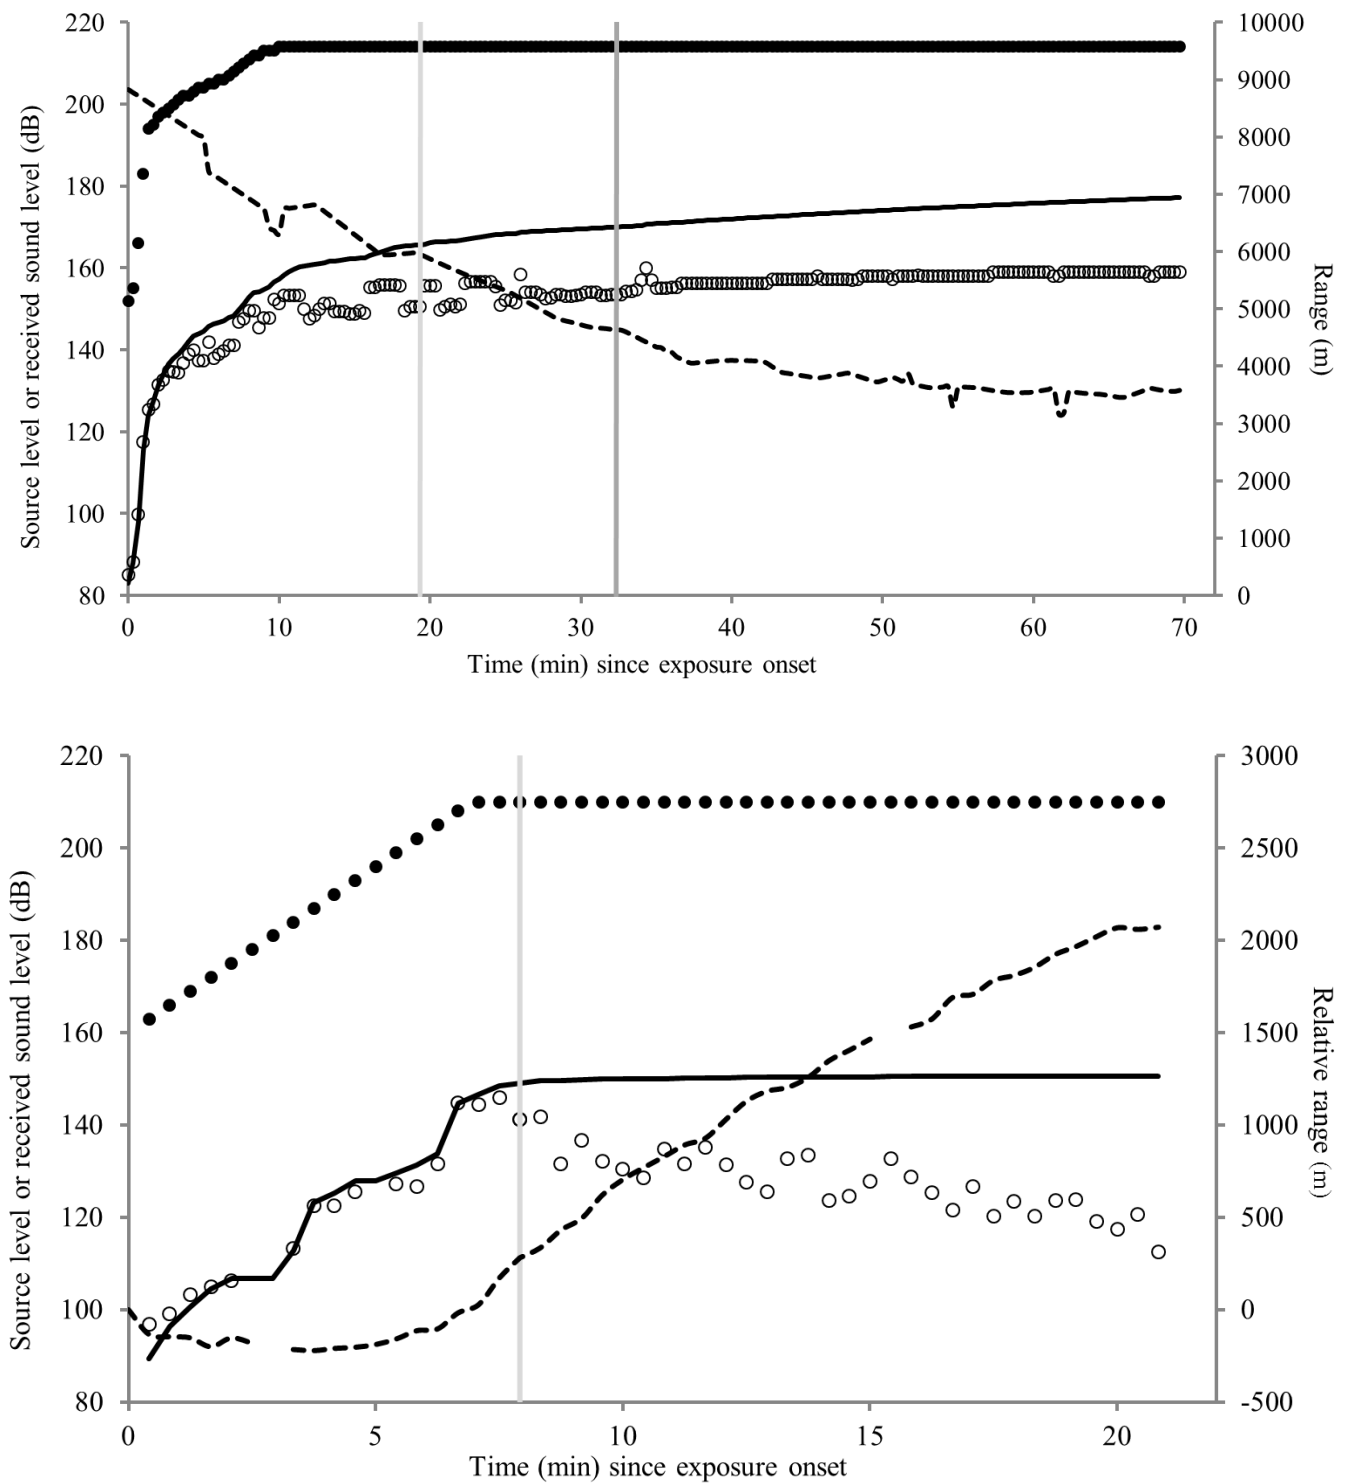 220 10000
200 9000
180 8000
160 7000
140 6000
120 5000
100 4000
80 3000
2000
1000
0
Source level or received sound level (dB)
Range (m)
0 10 20 30 40 50 60 70
Time (min) since exposure onset
220 3000
200 2500
180 2000
160 1500
140 1000
120 500
100 0
80 -500
Source level or received sound level (dB)
Relative range (m)
0 5 10 15 20
Time (min) since exposure onset